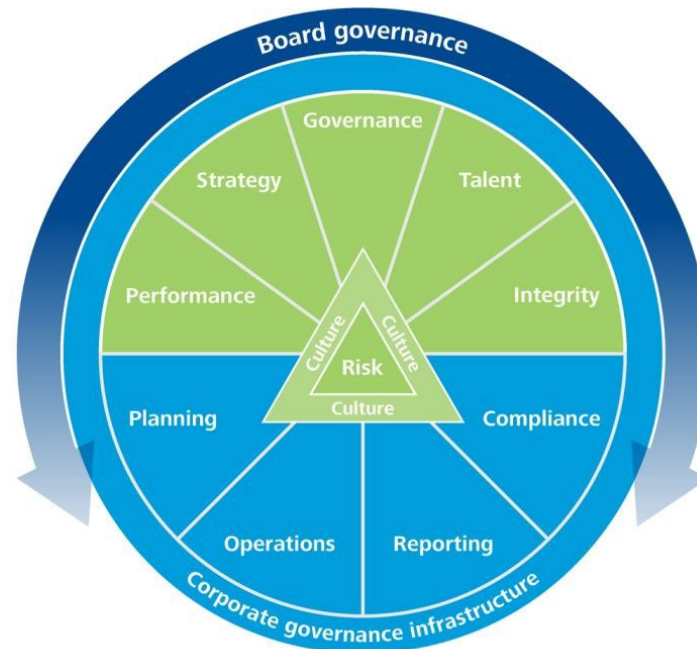 Board governance
Governance
Strategy
Talent
Performance
Integrity
Culture
Culture
Risk
Culture
Planning
Compliance
Operations
Reporting
Corporate governance infrastructure